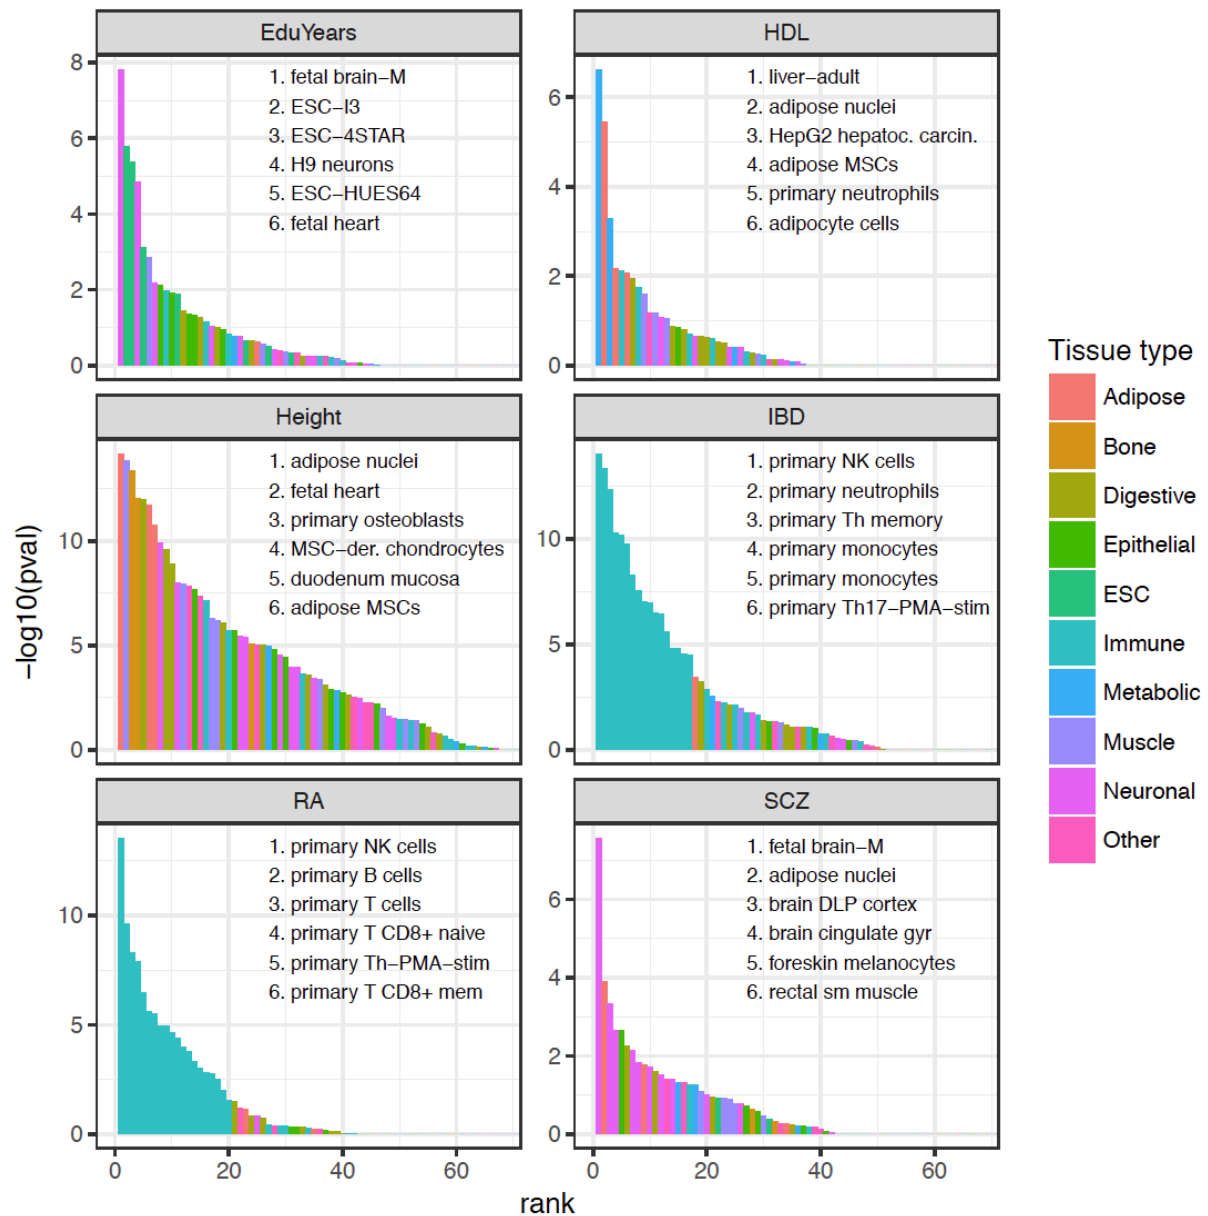 EduYears
HDL
8
6
4
2
0
1. fetal brain−M
2. ESC−I3
3. ESC−4STAR
4. H9 neurons
5. ESC−HUES64
6. fetal heart
6
4
2
0
1. liver−adult
2. adipose nuclei
3. HepG2 hepatoc. carcin.
4. adipose MSCs
5. primary neutrophils
6. adipocyte cells
Height
IBD
10
5
0
1. adipose nuclei
2. fetal heart
3. primary osteoblasts
4. MSC−der. chondrocytes
5. duodenum mucosa
6. adipose MSCs
10
5
0
1. primary NK cells
2. primary neutrophils
3. primary Th memory
4. primary monocytes
5. primary monocytes
6. primary Th17−PMA−stim
RA
SCZ
10
5
0
1. primary NK cells
2. primary B cells
3. primary T cells
4. primary T CD8+ naive
5. primary Th−PMA−stim
6. primary T CD8+ mem
6
4
2
0
1. fetal brain−M
2. adipose nuclei
3. brain DLP cortex
4. brain cingulate gyr
5. foreskin melanocytes
6. rectal sm muscle
0 20 40 60
0 20 40 60
rank
−log10(pval)
Tissue type
Adipose
Bone
Digestive
Epithelial
ESC
Immune
Metabolic
Muscle
Neuronal
Other